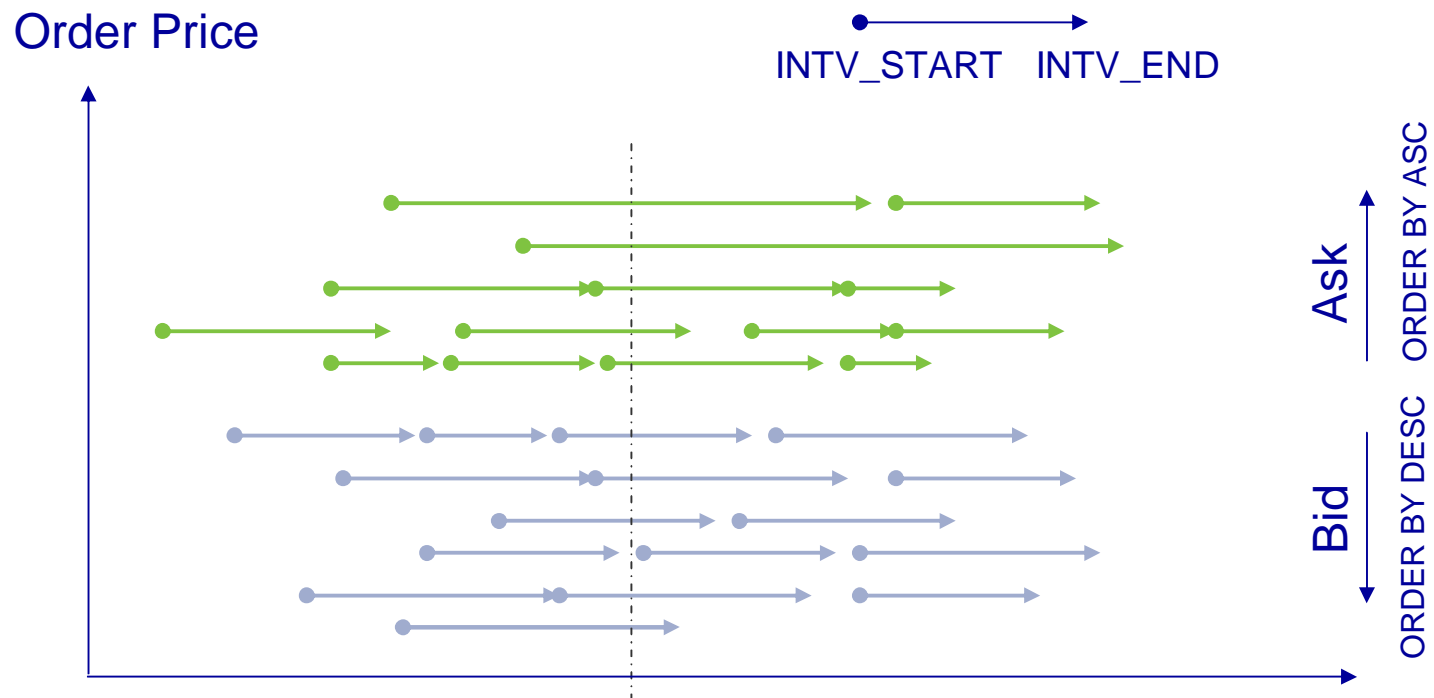 Order Price
INTV_START INTV_END
Ask
ORDER BY ASC
Bid
ORDER BY DESC